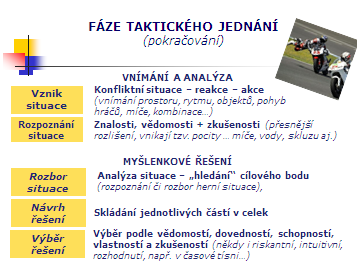 FÁZE TAKTICKÉHO JEDNÁNÍ
(pokračování)
VNÍMÁNÍ A ANALÝZA
Vznik situace
Konfliktní situace – reakce – akce
(vnímání prostoru, rytmu, objektů, pohyb
hráčů, míče, kombinace…)
Rozpoznání situace
Znalosti, vědomosti + zkušenosti (přesnější
rozlišení, vnikají tzv. pocity … míče, vody, skluzu aj.)
MYŠLENKOVÉ ŘEŠENÍ
Rozbor situace
Analýza situace – „hledání“ cílového bodu
(rozpoznání či rozbor herní situace),
Návrh řešení
Skládání jednotlivých částí v celek
Výběr řešení
Výběr podle vědomostí, dovedností, schopností,
vlastností a zkušeností (někdy i riskantní, intuitivní,
rozhodnutí, např. v časové tísni…)